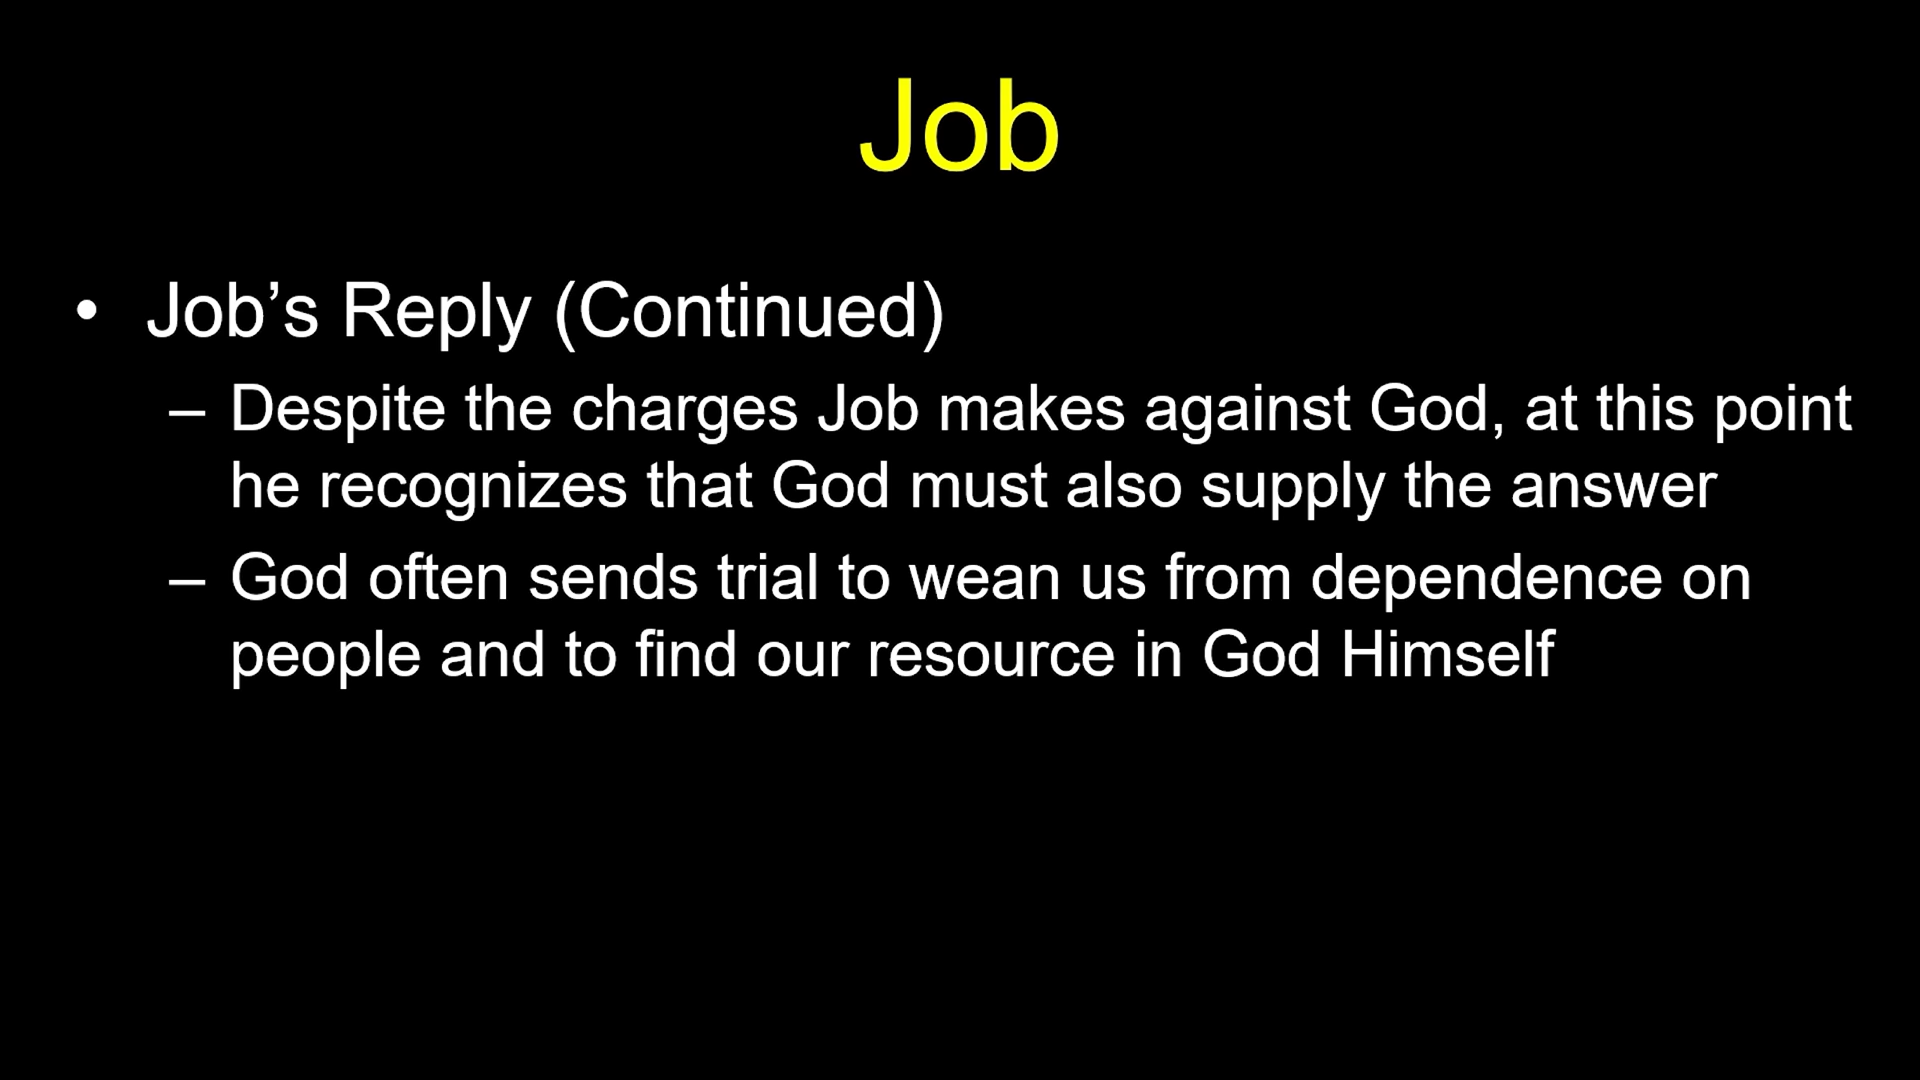 Job
• Job’s Reply (Continued)
– Despite the charges Job makes against God, at this point
he recognizes that God must also supply the answer
– God often sends trial to wean us from dependence on
people and to find our resource in God Himself